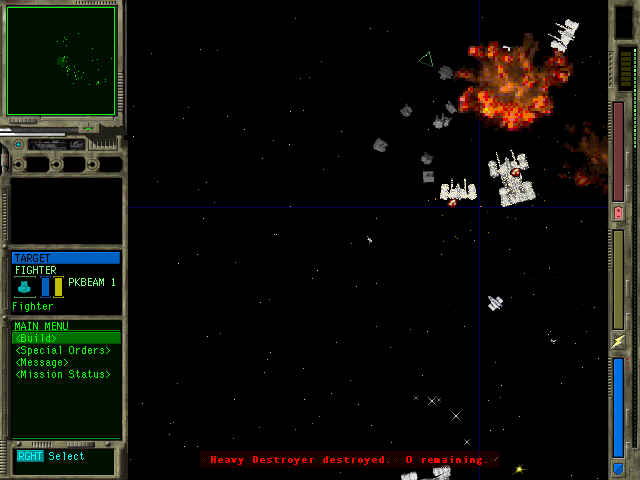 TARGET
FIGHTER
PKBEAM 1
Fighter
MAIN MENU
<Build>
<Special Orders>
<Message>
<Mission Status>
RGHT Select
Heavy Destroyer destroyed. 0 remaining.